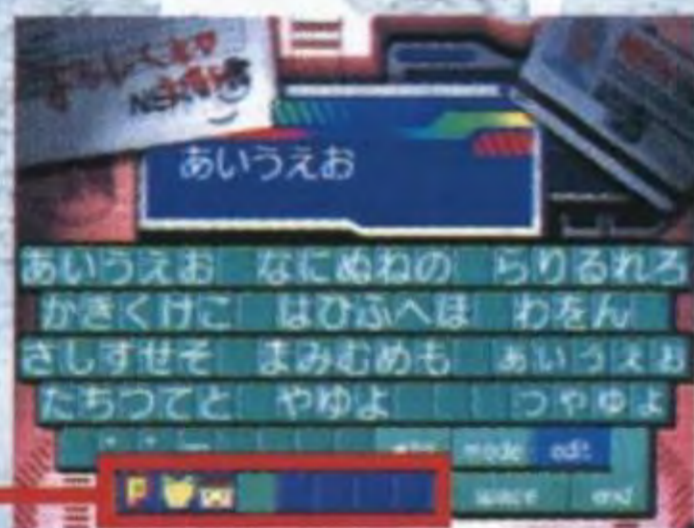 あいうえお
あいうえお なにぬねの らりるれろ
かきくけこ はひふへほ わをん
さしすせそ まみむめも ぁぃぅぇぉ
たちつてと やゆよ っゃゅょ
mode edit
P
space end